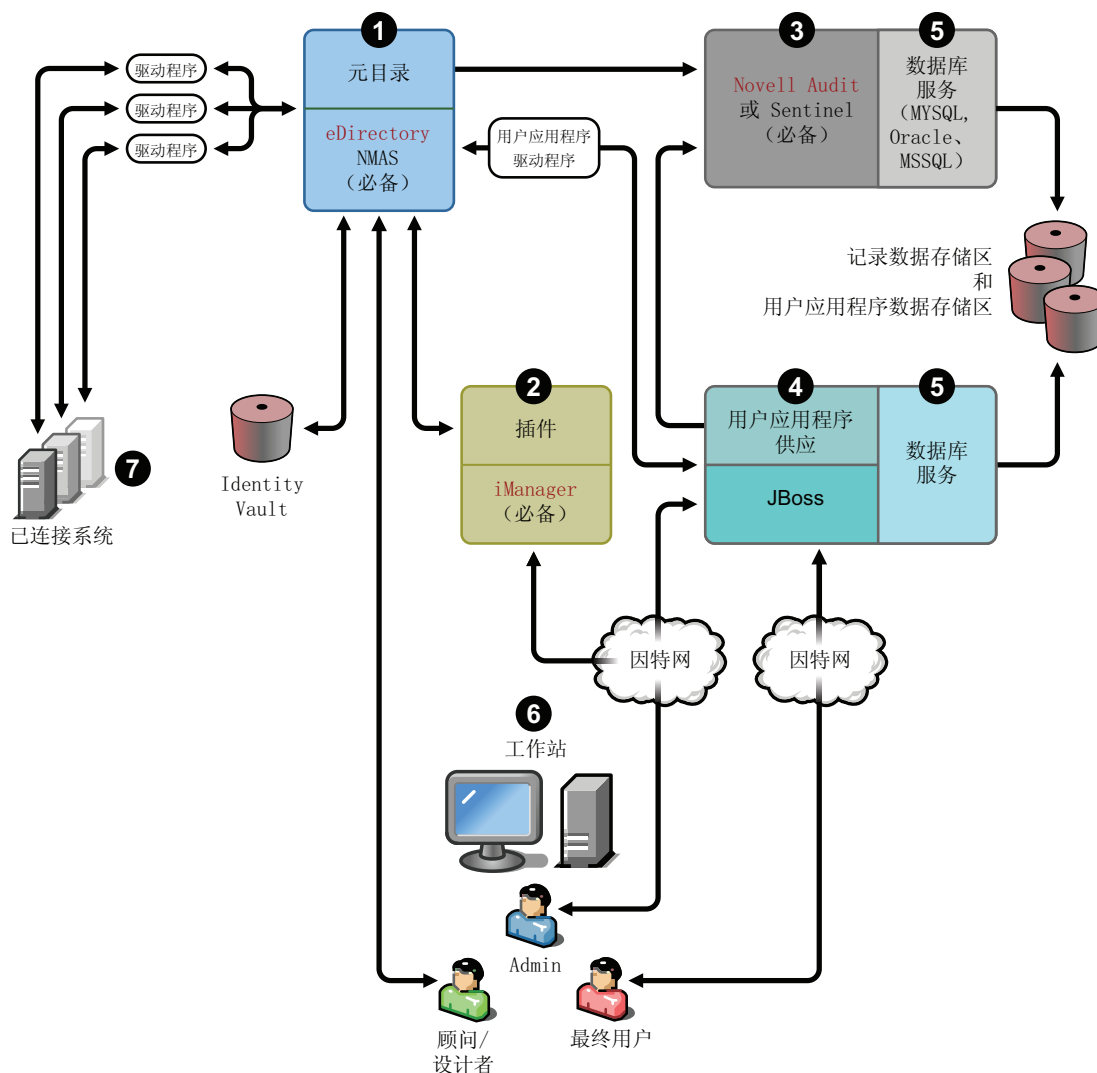 1
元目录
eDirectory
NMAS
（必备）
驱动程序
驱动程序
驱动程序
用户应用程序
驱动程序
3
Novell Audit
或 Sentinel
（必备）
5
数据库
服务
（MYSQL,
Oracle、
MSSQL）
记录数据存储区
和
用户应用程序数据存储区
2
插件
iManager
（必备）
4
用户应用程序
供应
JBoss
5
数据库
服务
7
已连接系统
Identity
Vault
因特网
因特网
6
工作站
Admin
顾问/
设计者
最终用户